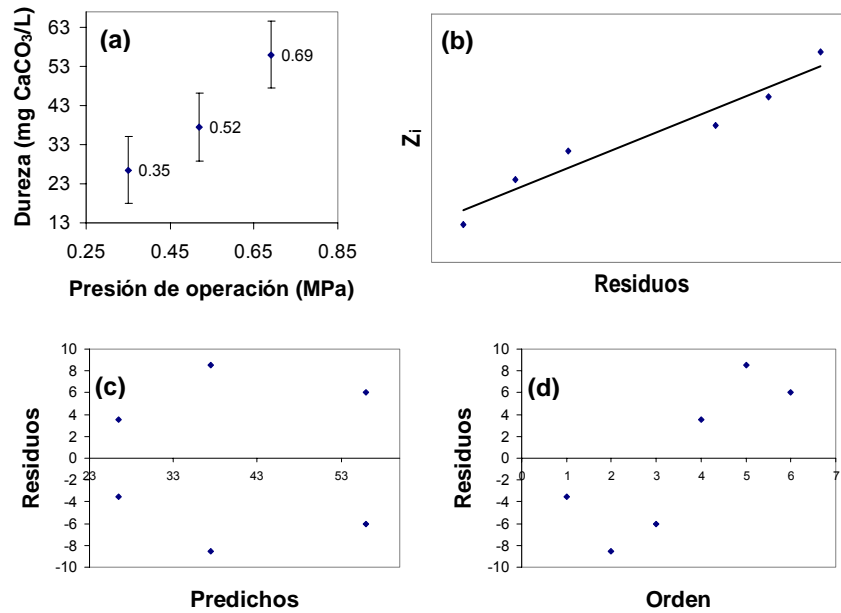 (a)
Dureza (mg CaCO3/L)
63
53
43
33
23
13
0.69
0.52
0.35
0.25 0.45 0.65 0.85
Presión de operación (MPa)
(b)
Zi
Residuos
(c)
Residuos
10
8
6
4
2
0
-2
-4
-6
-8
-10
23 33 43 53
Predichos
(d)
Residuos
10
8
6
4
2
0
-2
-4
-6
-8
-10
0 1 2 3 4 5 6 7
Orden